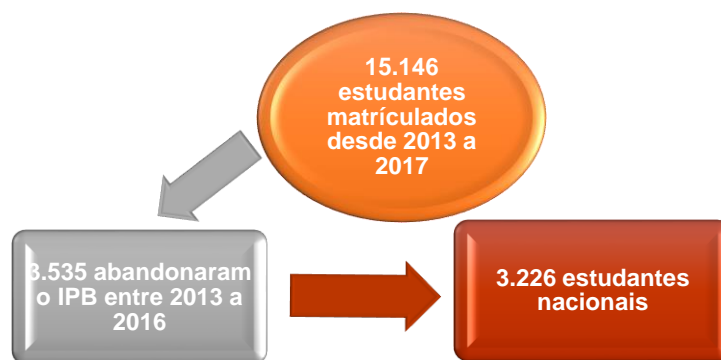 15.146
estudantes
matrículados
desde 2013 a
2017
3.535 abandonaram
o IPB entre 2013 a
2016
3.226 estudantes
nacionais